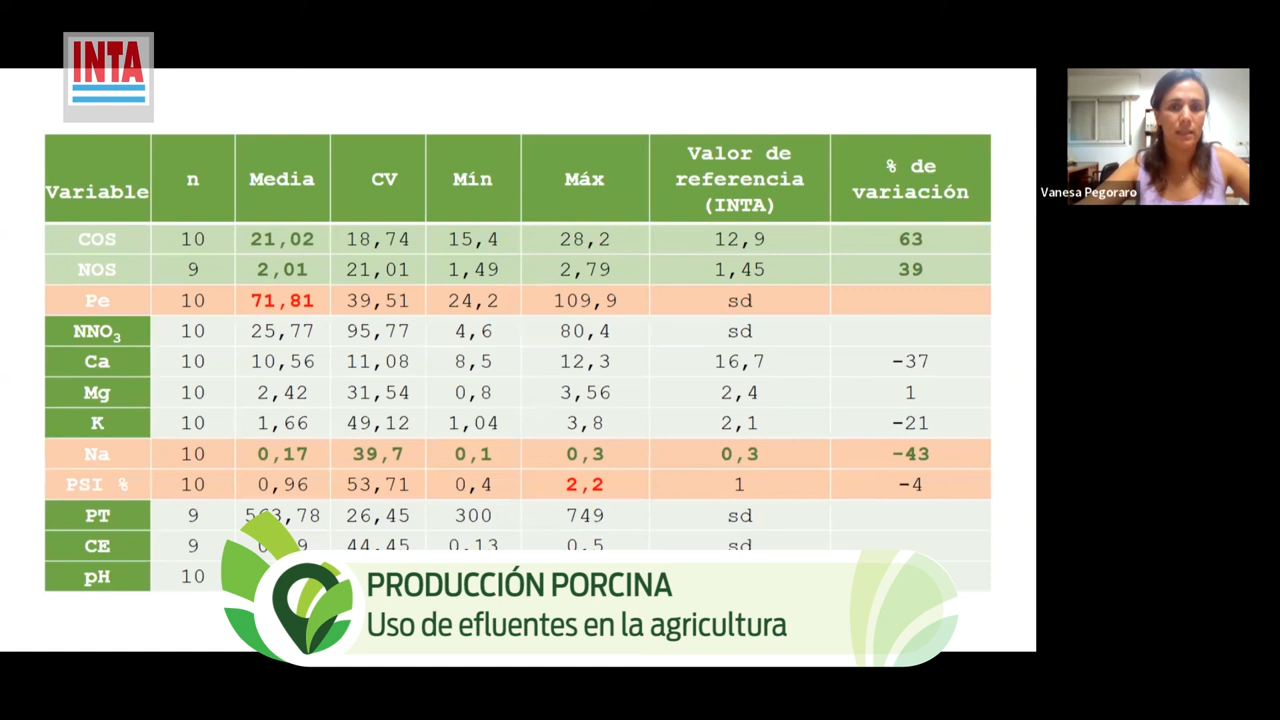 INTA
Variable n Media CV Mín Máx Valor de referencia (INTA) % de variación
COS 10 21,02 18,74 15,4 28,2 12,9 63
NOS 9 2,01 21,01 1,49 2,79 1,45 39
Pe 10 71,81 39,51 24,2 109,9 sd
NNO3 10 25,77 95,77 4,6 80,4 sd
Ca 10 10,56 11,08 8,5 12,3 16,7 -37
Mg 10 2,42 31,54 0,8 3,56 2,4 1
K 10 1,66 49,12 1,04 3,8 2,1 -21
Na 10 0,17 39,7 0,1 0,3 0,3 -43
PSI % 10 0,96 53,71 0,4 2,2 1 -4
PT 9 26,45 300 749 sd
CE 9 44,45 0,13 0,5 sd
pH 10
PRODUCCIÓN PORCINA
Uso de efluentes en la agricultura
Vanesa Pegoraro